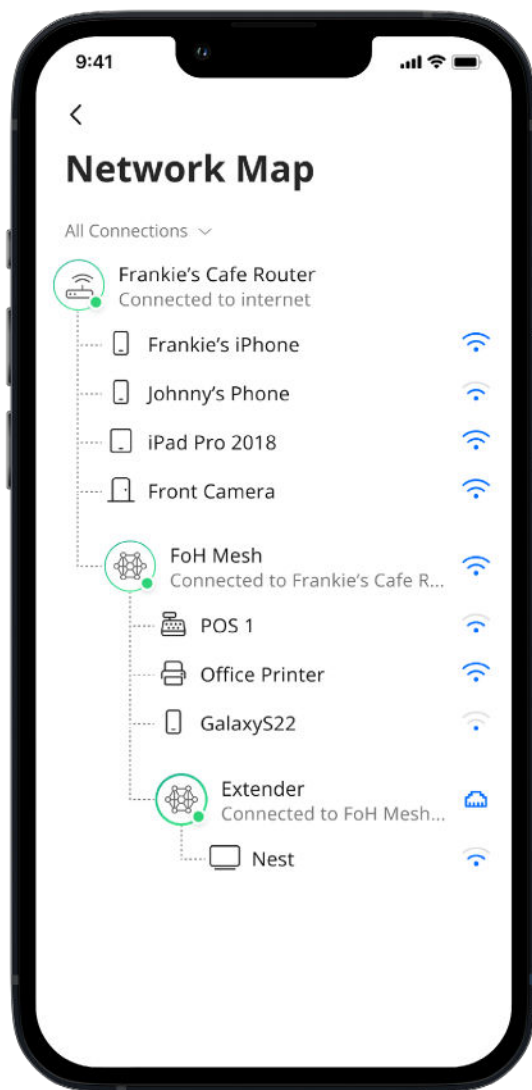 9:41
Network Map
All Connections
Frankie's Cafe Router
Connected to internet
Frankie's iPhone
Johnny's Phone
iPad Pro 2018
Front Camera
FoH Mesh
Connected to Frankie's Cafe R...
POS 1
Office Printer
GalaxyS22
Extender
Connected to FoH Mesh...
Nest